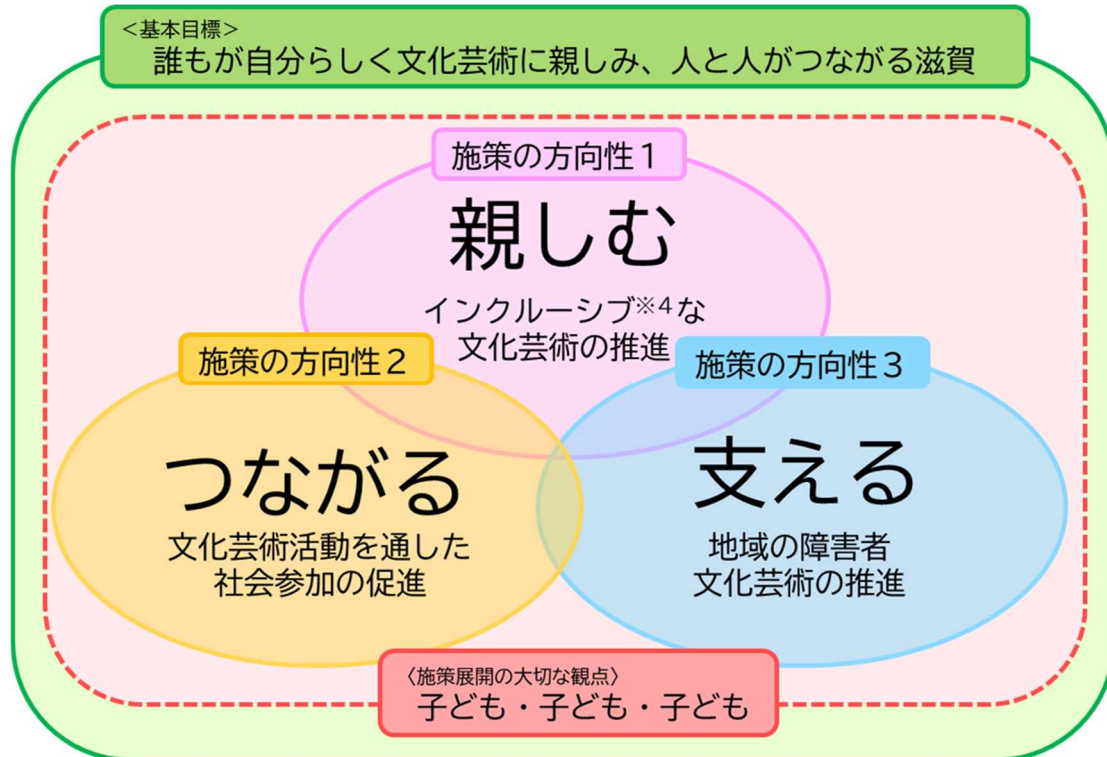 ＜基本目標＞
誰もが自分らしく文化芸術に親しみ、人と人がつながる滋賀
施策の方向性１
親しむ
インクルーシブ※４な
文化芸術の推進
施策の方向性２
つながる
文化芸術活動を通した
社会参加の促進
施策の方向性３
支える
地域の障害者
文化芸術の推進
〈施策展開の大切な観点〉
子ども・子ども・子ども